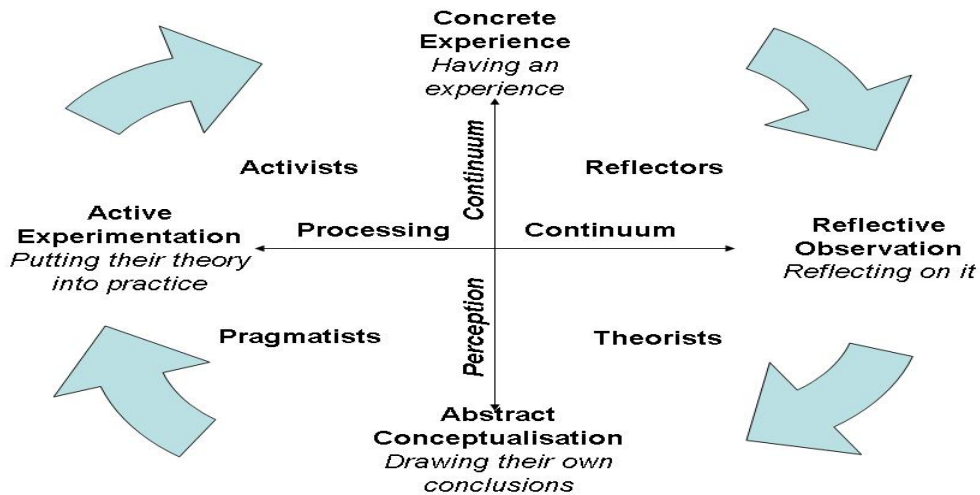 Concrete
Experience
Having an
experience
Continuum
Activists
Reflectors
Active
Experimentation
Putting their theory
into practice
Processing
Continuum
Reflective
Observation
Reflecting on it
Perception
Pragmatists
Theorists
Abstract
Conceptualisation
Drawing their own
conclusions